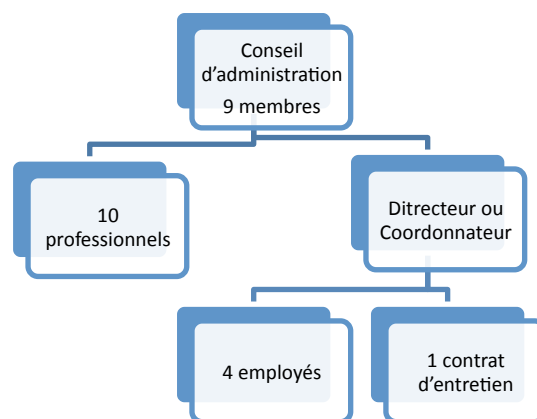 Conseil
d’administration
9 membres
10
professionnels
Ditrecteur ou
Coordonnateur
4 employés
1 contrat
d’entretien